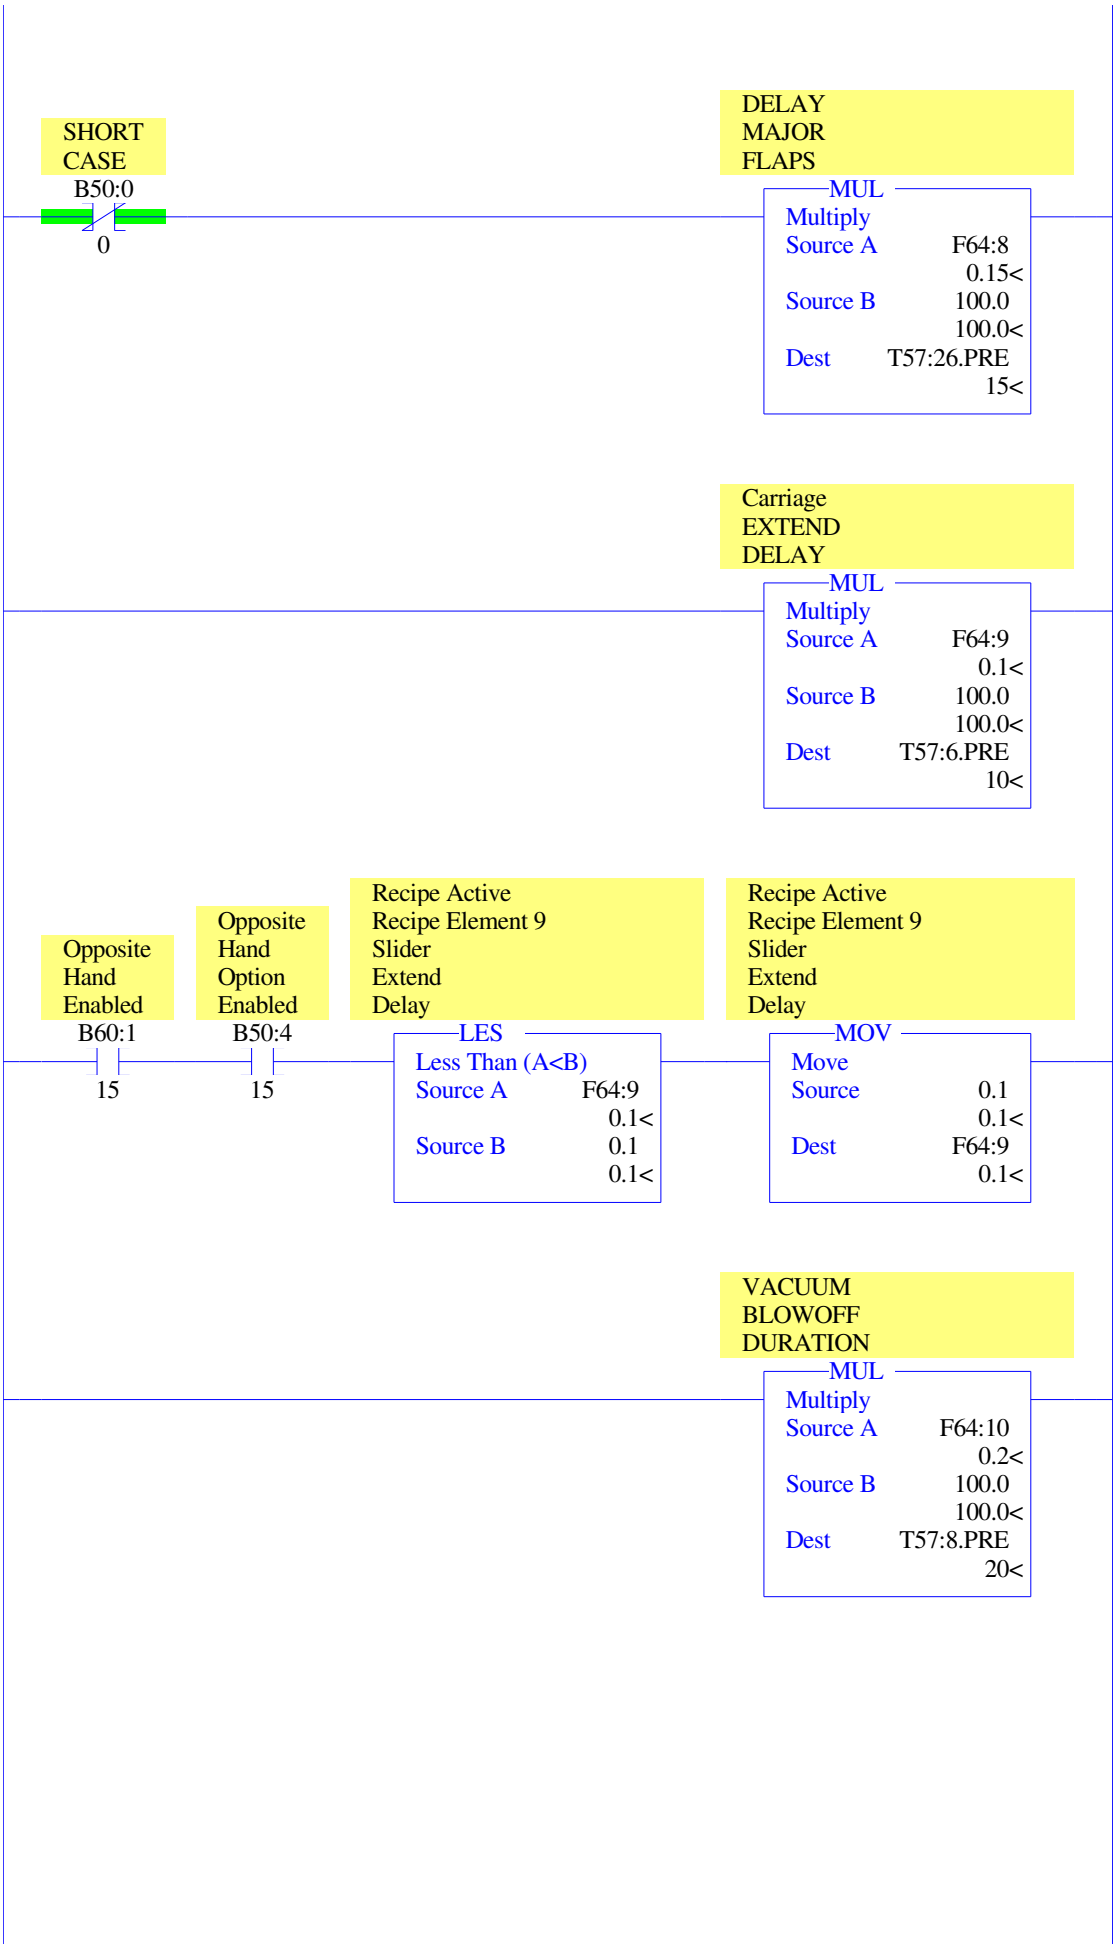 SHORT
CASE
B50:0
0
DELAY
MAJOR
FLAPS
MUL
Multiply
Source A F64:8
0.15<
Source B 100.0
100.0<
Dest T57:26.PRE
15<
Carriage
EXTEND
DELAY
MUL
Multiply
Source A F64:9
0.1<
Source B 100.0
100.0<
Dest T57:6.PRE
10<
Opposite
Hand
Enabled
B60:1
15
Opposite
Hand
Option
Enabled
B50:4
15
Recipe Active
Recipe Element 9
Slider
Extend
Delay
LES
Less Than (A<B)
Source A F64:9
0.1<
Source B 0.1
0.1<
Recipe Active
Recipe Element 9
Slider
Extend
Delay
MOV
Move
Source 0.1
0.1<
Dest F64:9
0.1<
VACUUM
BLOWOFF
DURATION
MUL
Multiply
Source A F64:10
0.2<
Source B 100.0
100.0<
Dest T57:8.PRE
20<